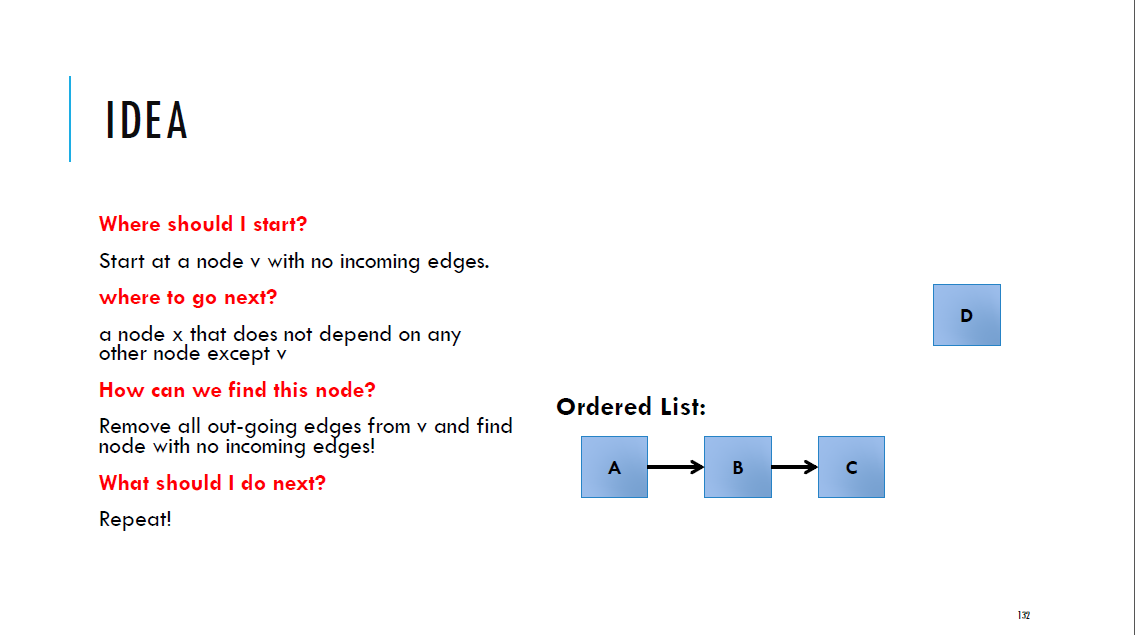 IDEA
Where should I start?
Start at a node v with no incoming edges.
where to go next?
a node x that does not depend on any
other node except v
How can we find this node?
Remove all out-going edges from v and find
node with no incoming edges!
What should I do next?
Repeat!
D
Ordered List:
A B C
132